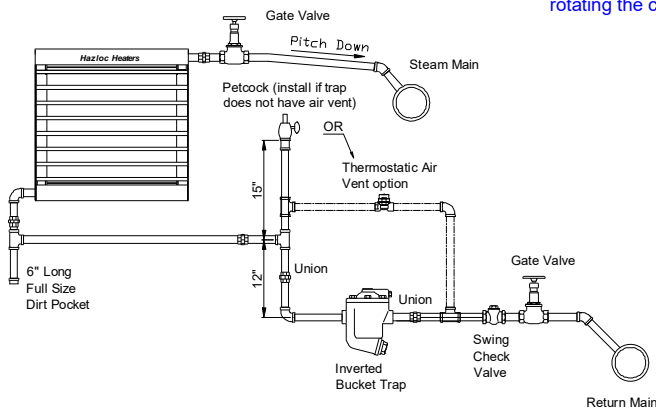 rotating the c
Gate Valve
Hazloc Heaters
Pitch Down
Steam Main
Petcock (install if trap
does not have air vent)
OR
Thermostatic Air
Vent option
15"
6" Long
Full Size
Dirt Pocket
12"
Union
Gate Valve
Union
Swing
Check
Valve
Inverted
Bucket Trap
Return Main